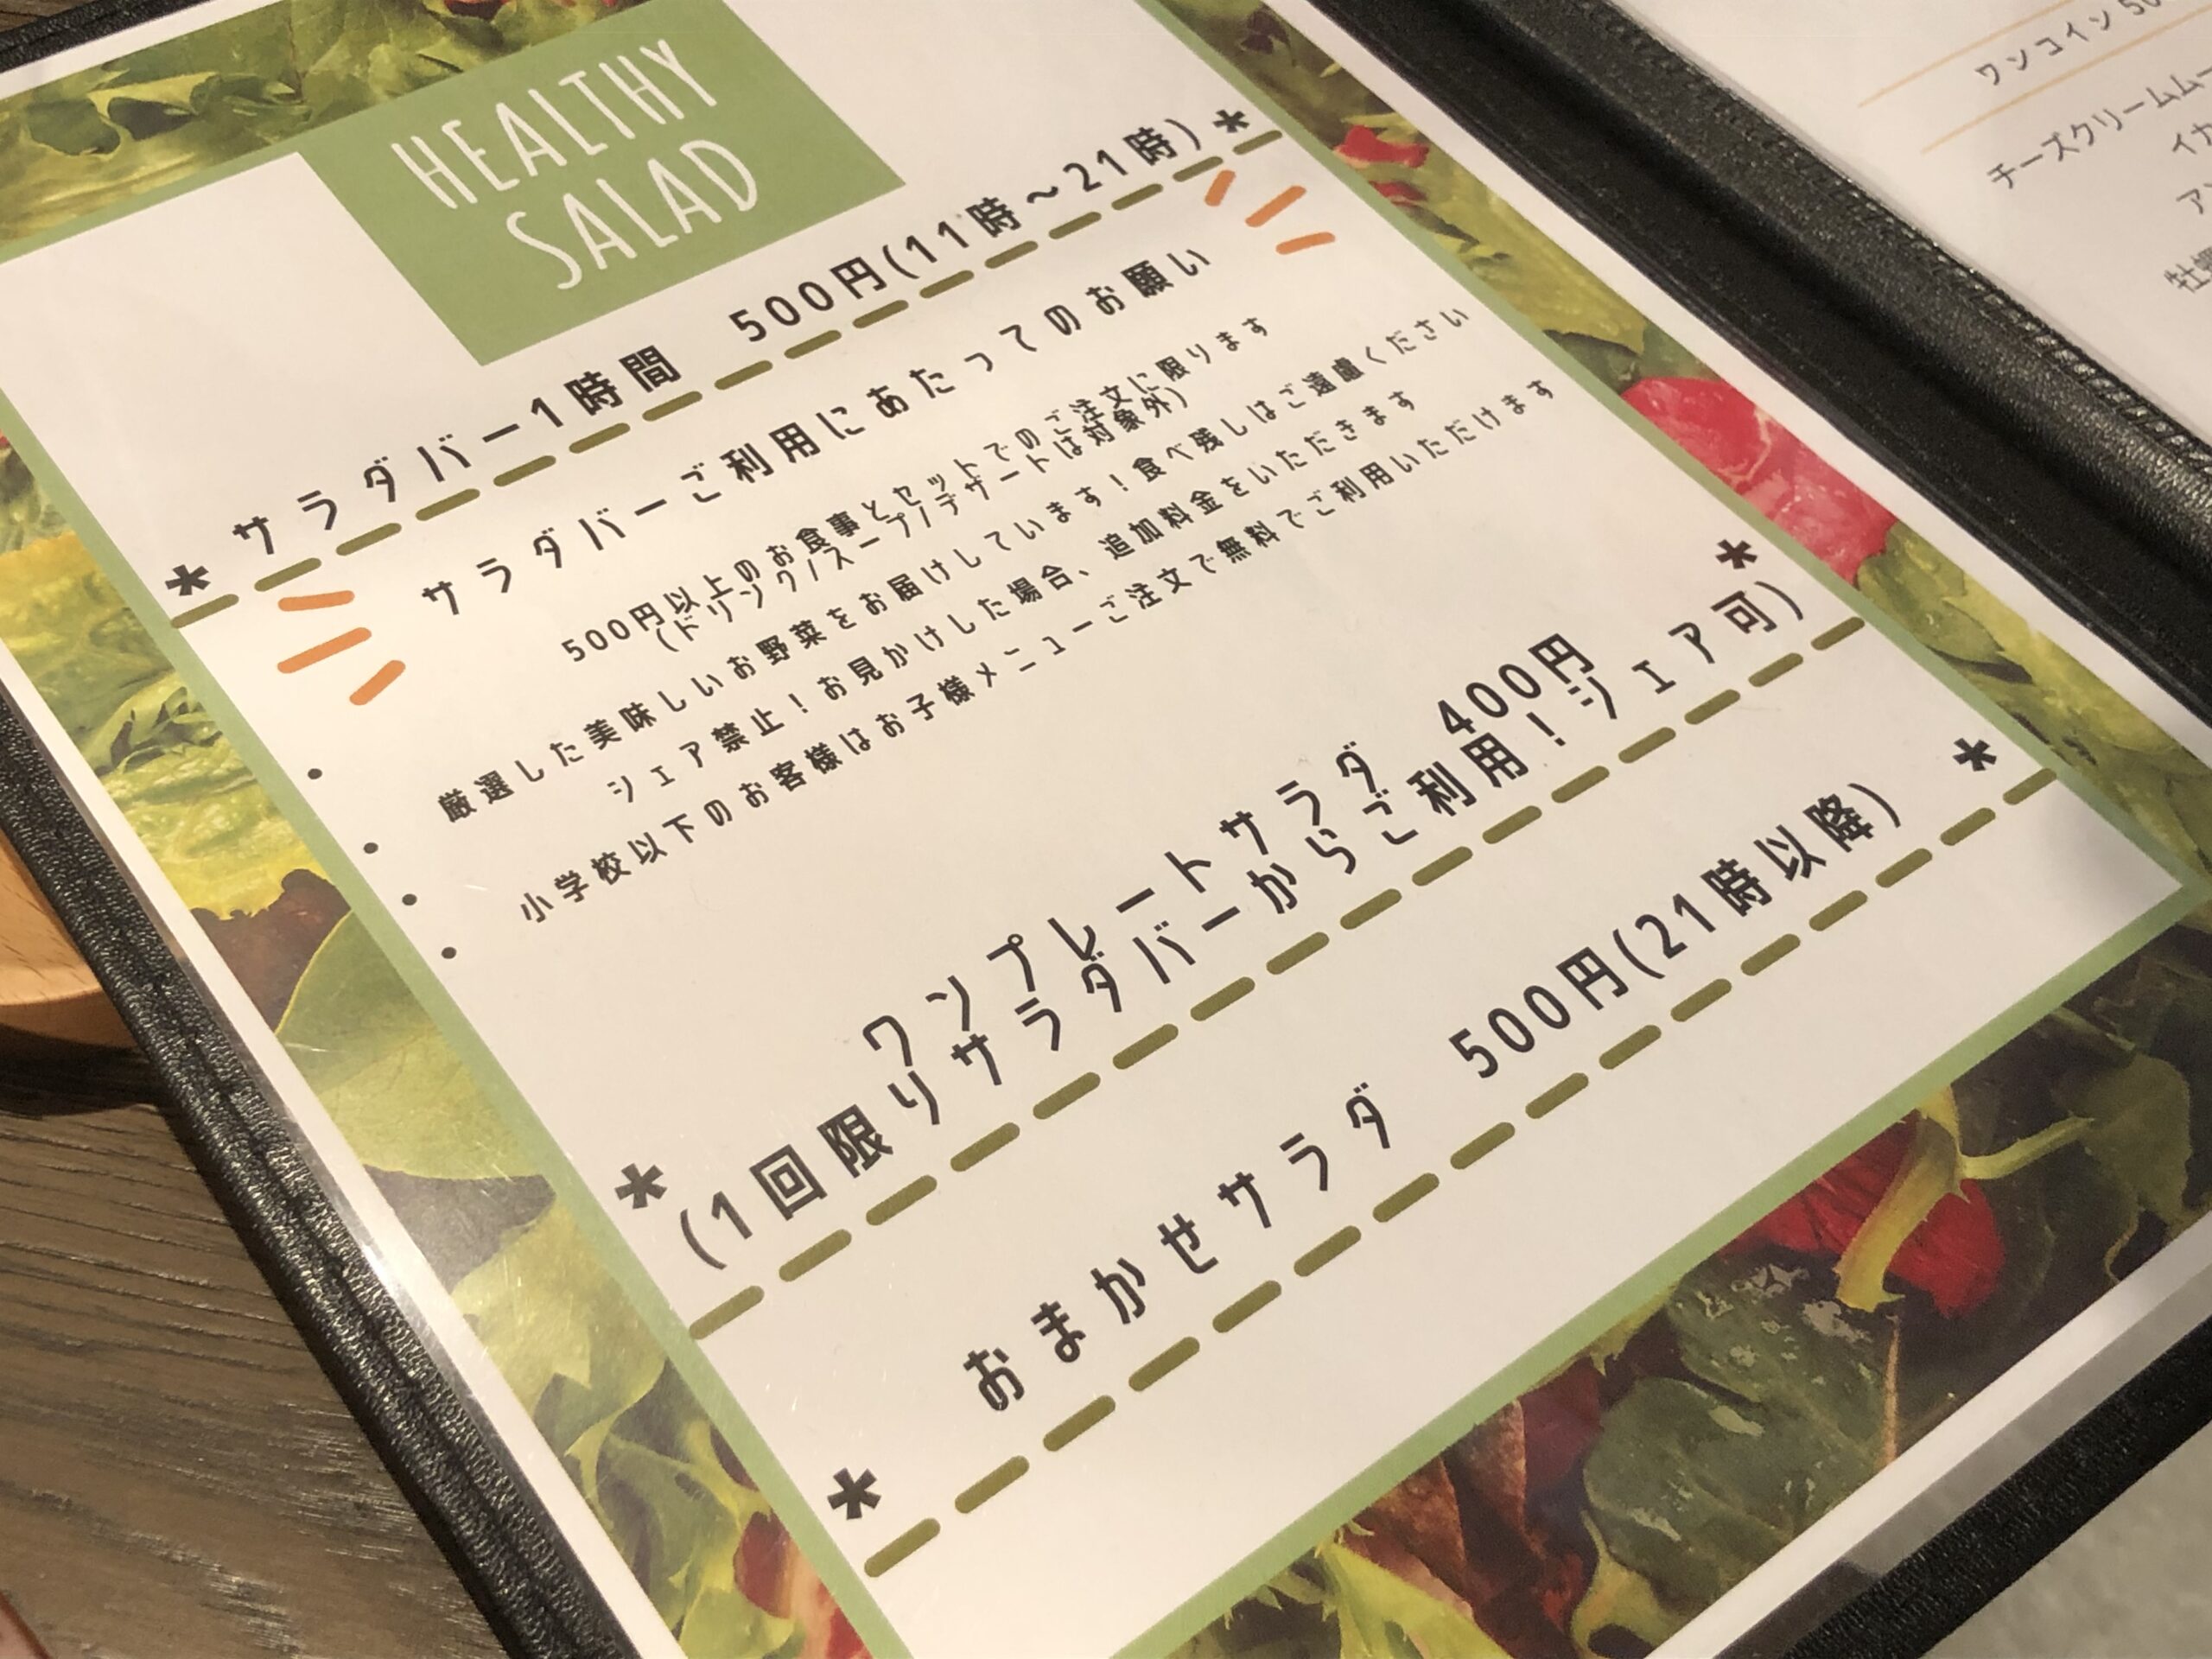 HEALTHY
SALAD
* サラダバー1時間 500円(11時～21時) *
サラダバーご利用にあたってのお願い
・ 500円以上のお食事とセットでのご注文に限ります
(ドリンク/スープ/デザートは対象外)
・ 厳選した美味しいお野菜をお届けしています！食べ残しはご遠慮ください
・ シェア禁止！お見かけした場合、追加料金をいただきます
・ 小学校以下のお客様はお子様メニューご注文で無料でご利用いただけます
* ワンプレートサラダ 400円 *
(1回限りサラダバーからご利用！シェア可)
* おまかせサラダ 500円(21時以降) *
ワンコイン
チーズクリームム